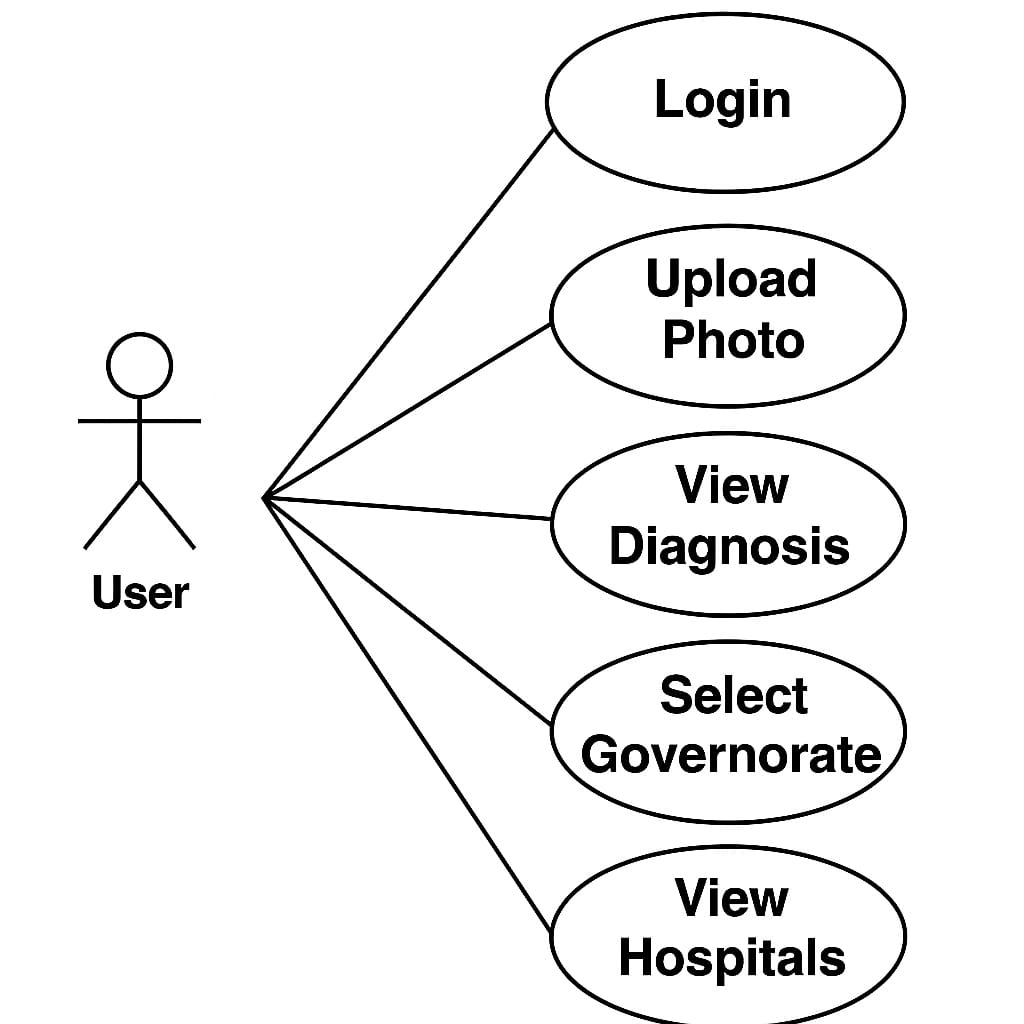 Login
Upload
Photo
View
Diagnosis
User
Select
Governorate
View
Hospitals